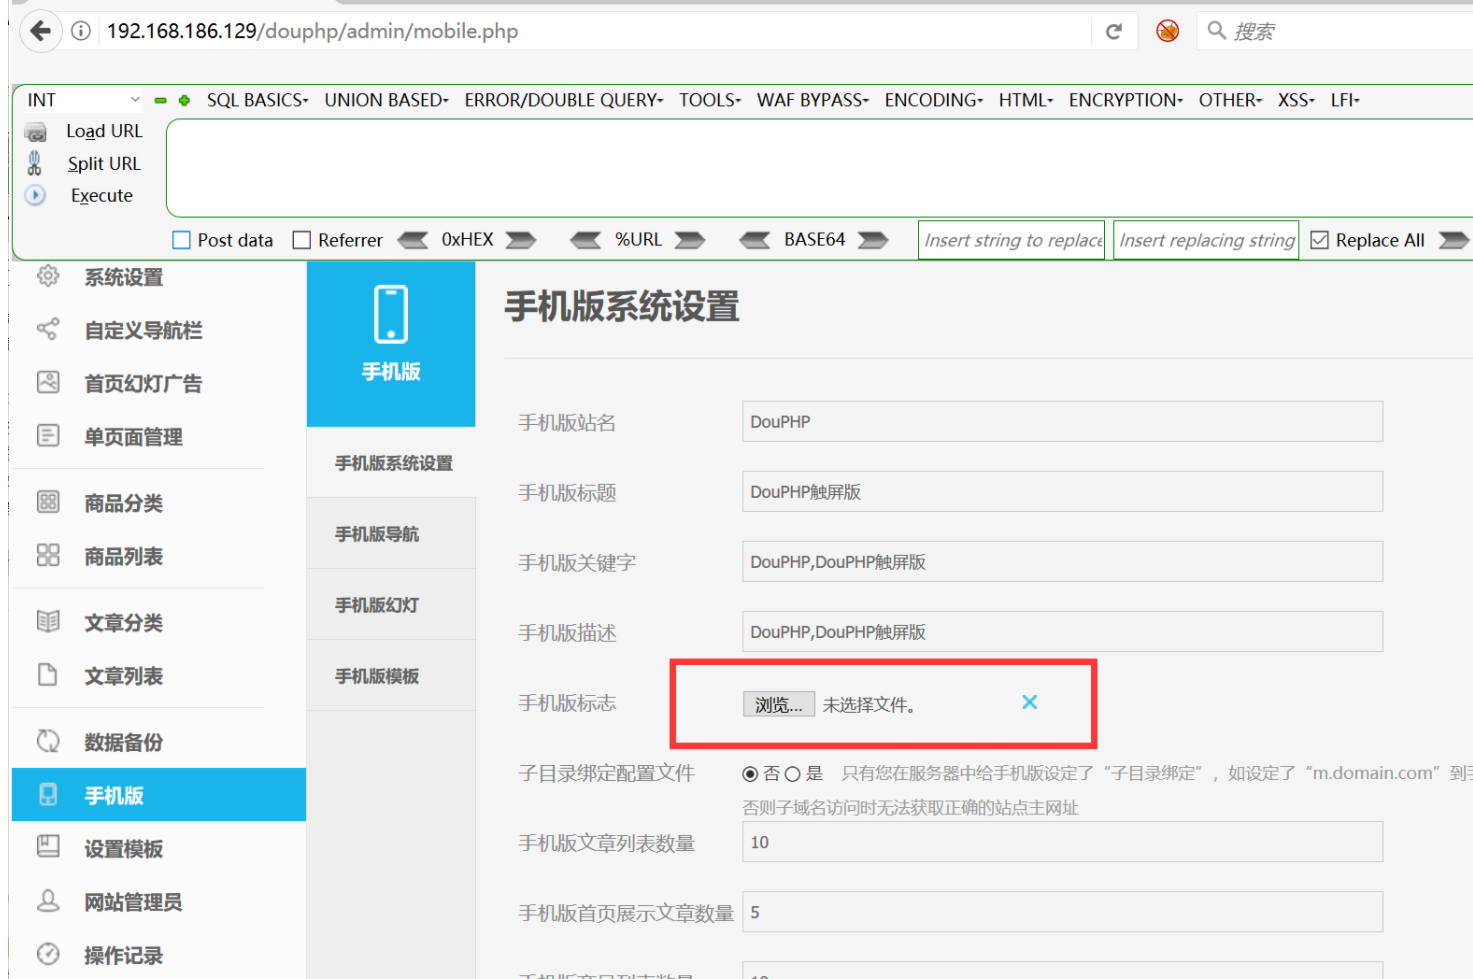 192.168.186.129/douphp/admin/mobile.php
搜索
INT
SQL BASICS
UNION BASED
ERROR/DOUBLE QUERY
TOOLS
WAF BYPASS
ENCODING
HTML
ENCRYPTION
OTHER
XSS
LFI
Load URL
Split URL
Execute
Post data
Referrer
0xHEX
%URL
BASE64
Insert string to replace
Insert replacing string
Replace All
系统设置
自定义导航栏
首页幻灯广告
单页面管理
商品分类
商品列表
文章分类
文章列表
数据备份
手机版
设置模板
网站管理员
操作记录
手机版
手机版系统设置
手机版导航
手机版幻灯
手机版模板
手机版系统设置
手机版站名 DouPHP
手机版标题 DouPHP触屏版
手机版关键字 DouPHP,DouPHP触屏版
手机版描述 DouPHP,DouPHP触屏版
手机版标志 浏览... 未选择文件。
子目录绑定配置文件 否 是 只有您在服务器中给手机版设定了“子目录绑定”，如设定了“m.domain.com”到
否则子域名访问时无法获取正确的站点主网址
手机版文章列表数量 10
手机版首页展示文章数量 5